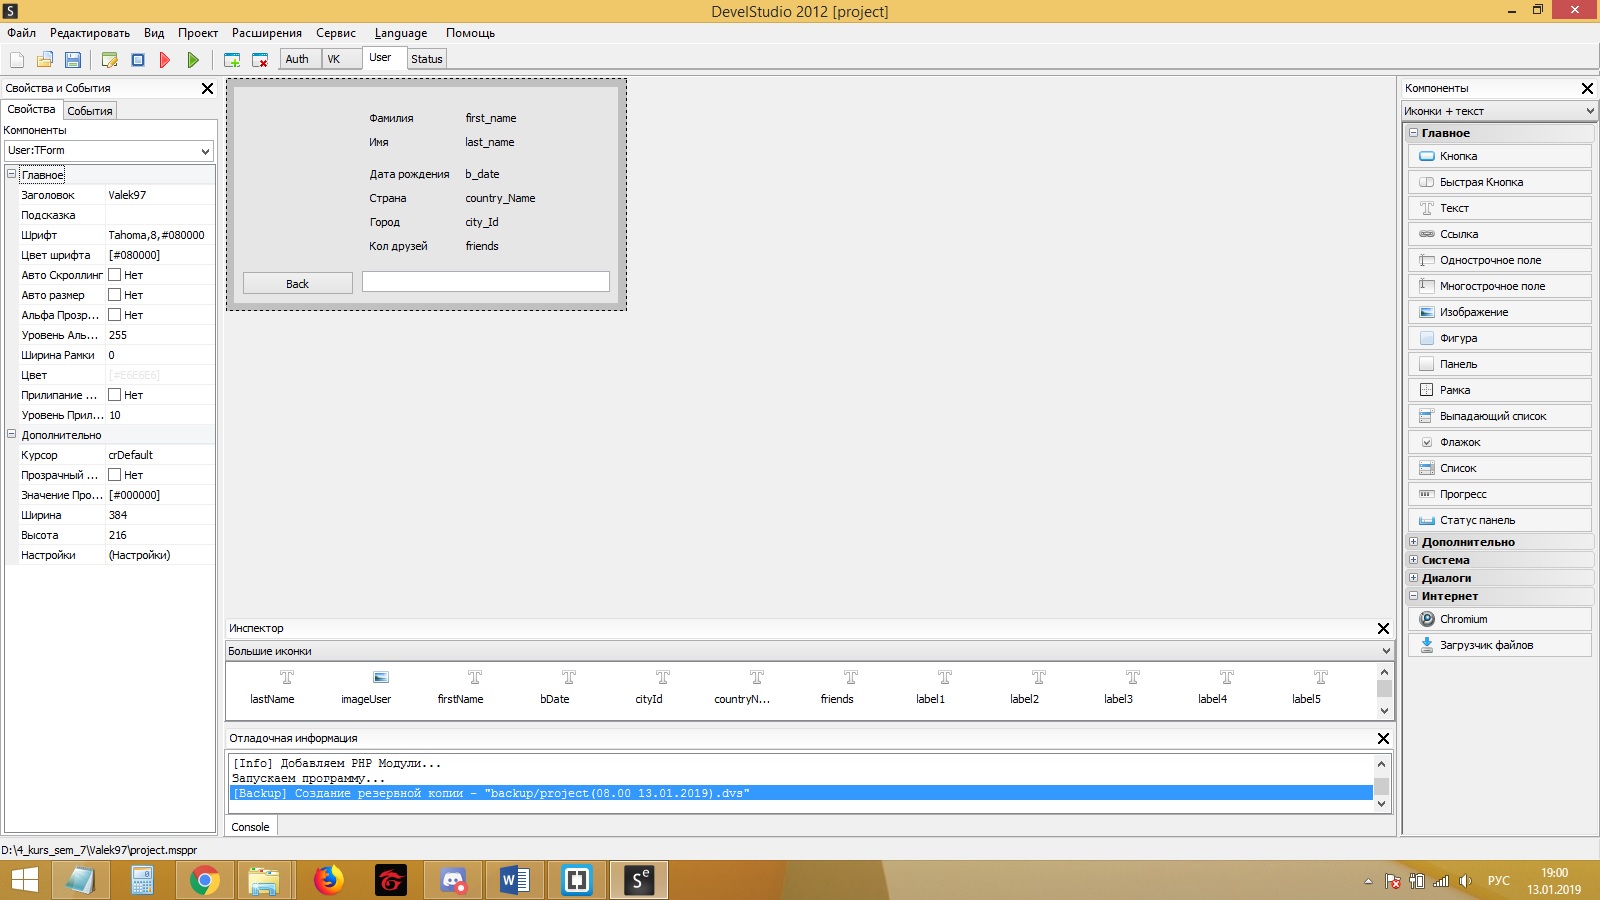 DevelStudio 2012 [project]
Файл Редактировать Вид Проект Расширения Сервис Language Помощь
Auth VK User Status
Свойства и События
Свойства События
Компоненты
User:TForm
Главное
Заголовок Valek97
Подсказка
Шрифт Tahoma,8,#080000
Цвет шрифта [#080000]
Авто Скроллинг Нет
Авто размер Нет
Альфа Прозр... Нет
Уровень Аль... 255
Ширина Рамки 0
Цвет [#E6E6E6]
Прилипание ... Нет
Уровень Прил... 10
Дополнительно
Курсор crDefault
Прозрачный ... Нет
Значение Про... [#000000]
Ширина 384
Высота 216
Настройки (Настройки)
Фамилия first_name
Имя last_name
Дата рождения b_date
Страна country_Name
Город city_Id
Кол друзей friends
Back
Инспектор
Большие иконки
lastName imageUser firstName bDate cityId countryN... friends label1 label2 label3 label4 label5
Отладочная информация
[Info] Добавляем PHP Модули...
Запускаем программу...
[Backup] Создание резервной копии - "backup/project(08.00 13.01.2019).dvs"
Console
Компоненты
Иконки + текст
Главное
Кнопка
Быстрая Кнопка
Текст
Ссылка
Однострочное поле
Многострочное поле
Изображение
Фигура
Панель
Рамка
Выпадающий список
Флажок
Список
Прогресс
Статус панель
Дополнительно
Система
Диалоги
Интернет
Chromium
Загрузчик файлов
D:\4_kurs_sem_7\Valek97\project.msppr
РУС
19:00
13.01.2019